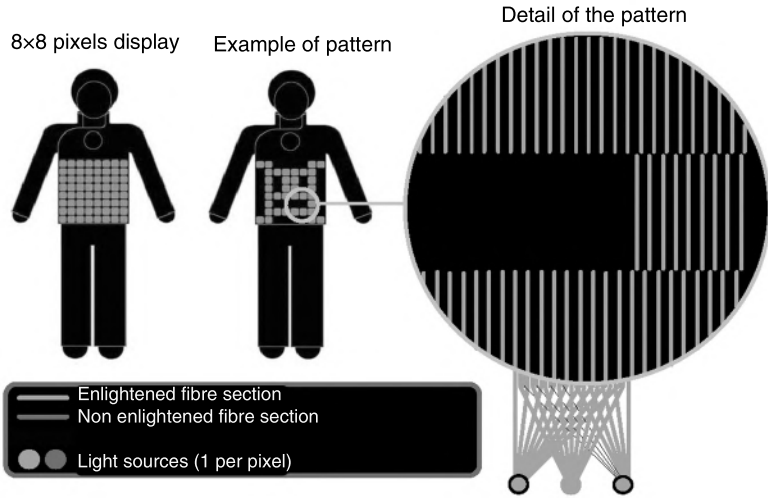 Detail of the pattern
8×8 pixels display
Example of pattern
Enlightened fibre section
Non enlightened fibre section
Light sources (1 per pixel)